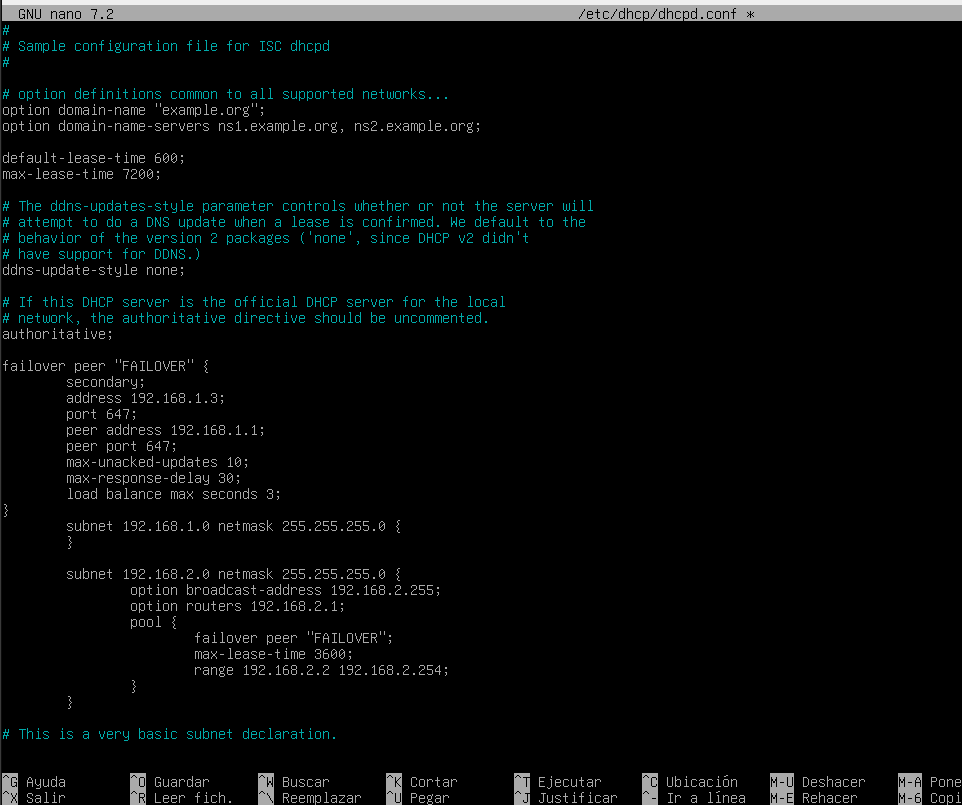 GNU nano 7.2 /etc/dhcp/dhcpd.conf *
#
# Sample configuration file for ISC dhcpd
#
# option definitions common to all supported networks...
option domain-name "example.org";
option domain-name-servers ns1.example.org, ns2.example.org;
default-lease-time 600;
max-lease-time 7200;
# The ddns-updates-style parameter controls whether or not the server will
# attempt to do a DNS update when a lease is confirmed. We default to the
# behavior of the version 2 packages ('none', since DHCP v2 didn't
# have support for DDNS.)
ddns-update-style none;
# If this DHCP server is the official DHCP server for the local
# network, the authoritative directive should be uncommented.
authoritative;
failover peer "FAILOVER" {
secondary;
address 192.168.1.3;
port 647;
peer address 192.168.1.1;
peer port 647;
max-unacked-updates 10;
max-response-delay 30;
load balance max seconds 3;
}
subnet 192.168.1.0 netmask 255.255.255.0 {
}
subnet 192.168.2.0 netmask 255.255.255.0 {
option broadcast-address 192.168.2.255;
option routers 192.168.2.1;
pool {
failover peer "FAILOVER";
max-lease-time 3600;
range 192.168.2.2 192.168.2.254;
}
}
# This is a very basic subnet declaration.
^G Ayuda ^O Guardar ^W Buscar ^K Cortar ^T Ejecutar ^C Ubicación M-U Deshacer M-A Pone
^X Salir ^R Leer fich. ^\ Reemplazar ^U Pegar ^J Justificar ^- Ir a línea M-E Rehacer M-6 Copi